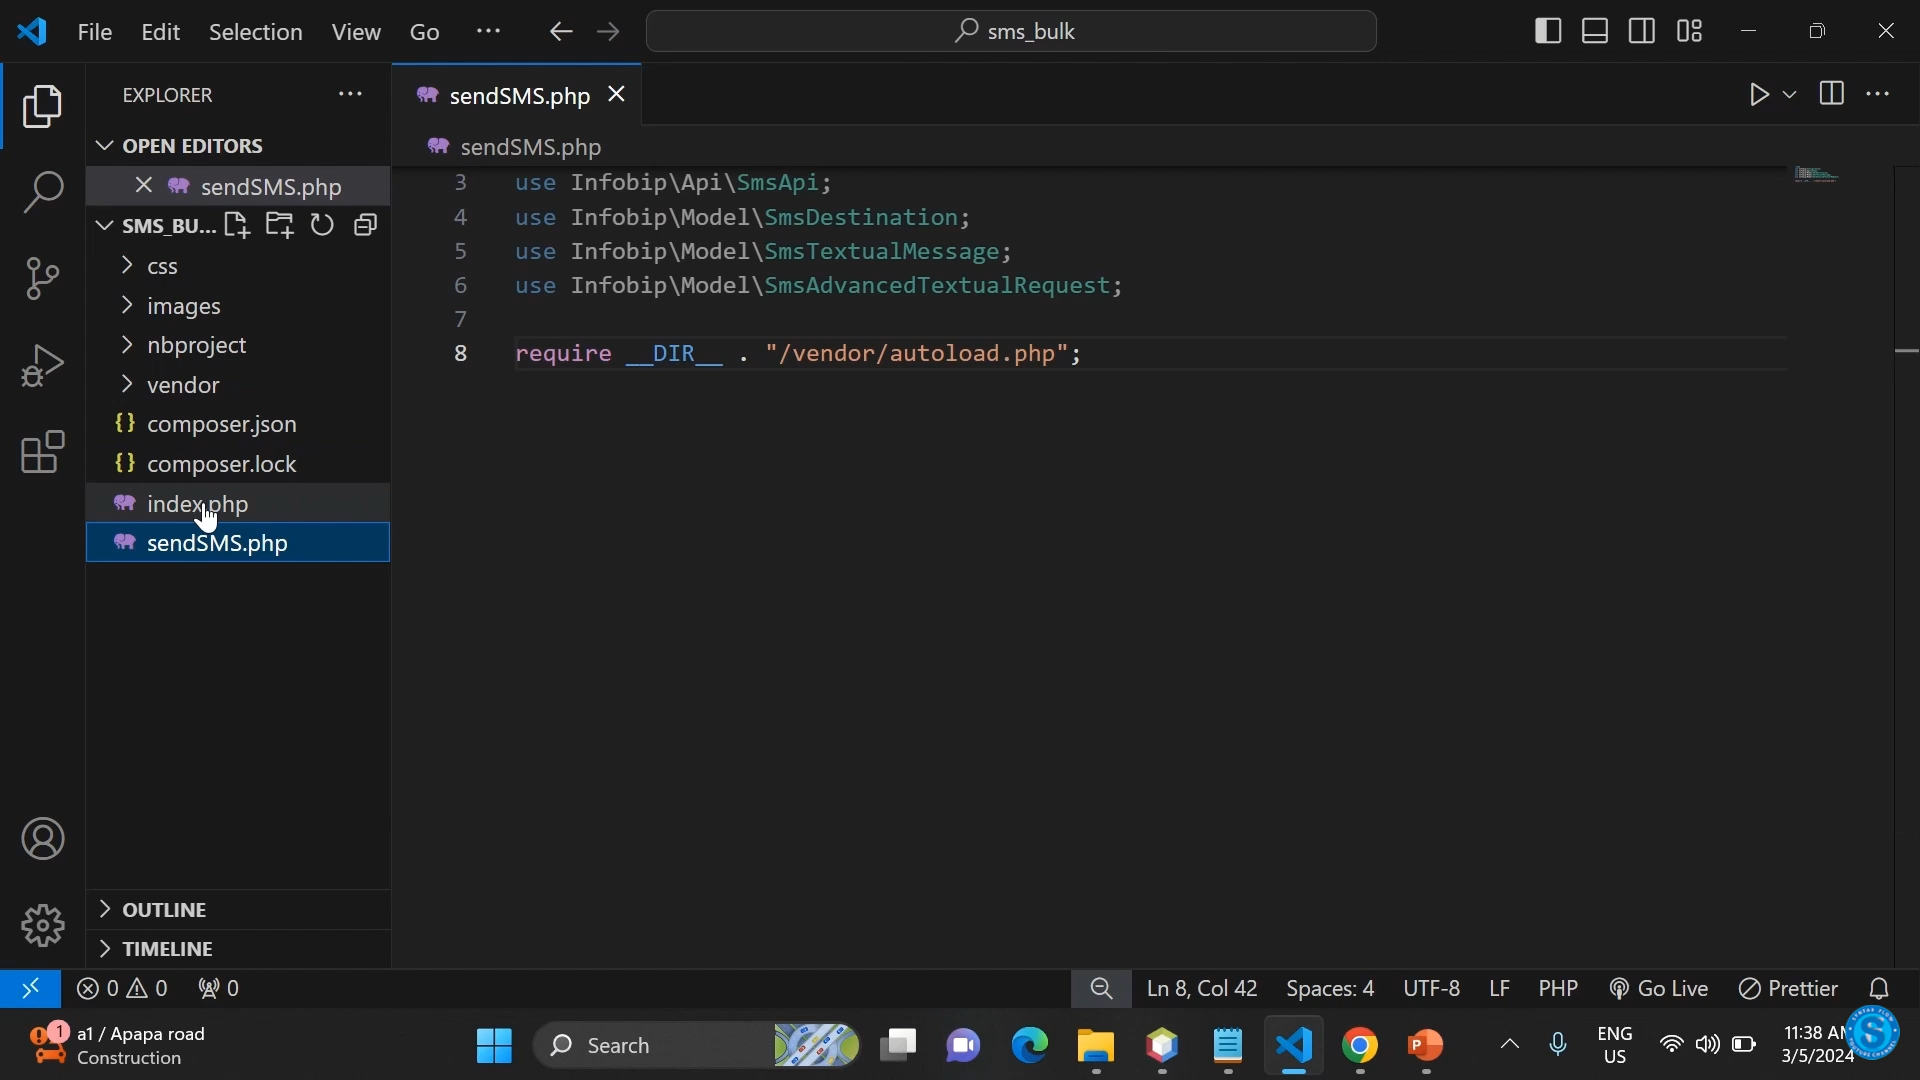 File Edit Selection View Go ··· sms_bulk
EXPLORER
OPEN EDITORS
sendSMS.php
SMS_BU...
css
images
nbproject
vendor
{} composer.json
{} composer.lock
index.php
sendSMS.php
OUTLINE
TIMELINE
sendSMS.php
sendSMS.php
3 use Infobip\Api\SmsApi;
4 use Infobip\Model\SmsDestination;
5 use Infobip\Model\SmsTextualMessage;
6 use Infobip\Model\SmsAdvancedTextualRequest;
7
8 require __DIR__ . "/vendor/autoload.php";
0 0 0 Ln 8, Col 42 Spaces: 4 UTF-8 LF PHP Go Live Prettier
1
a1 / Apapa road
Construction
Search
P
ENG
US
11:38 AM
3/5/2024
S